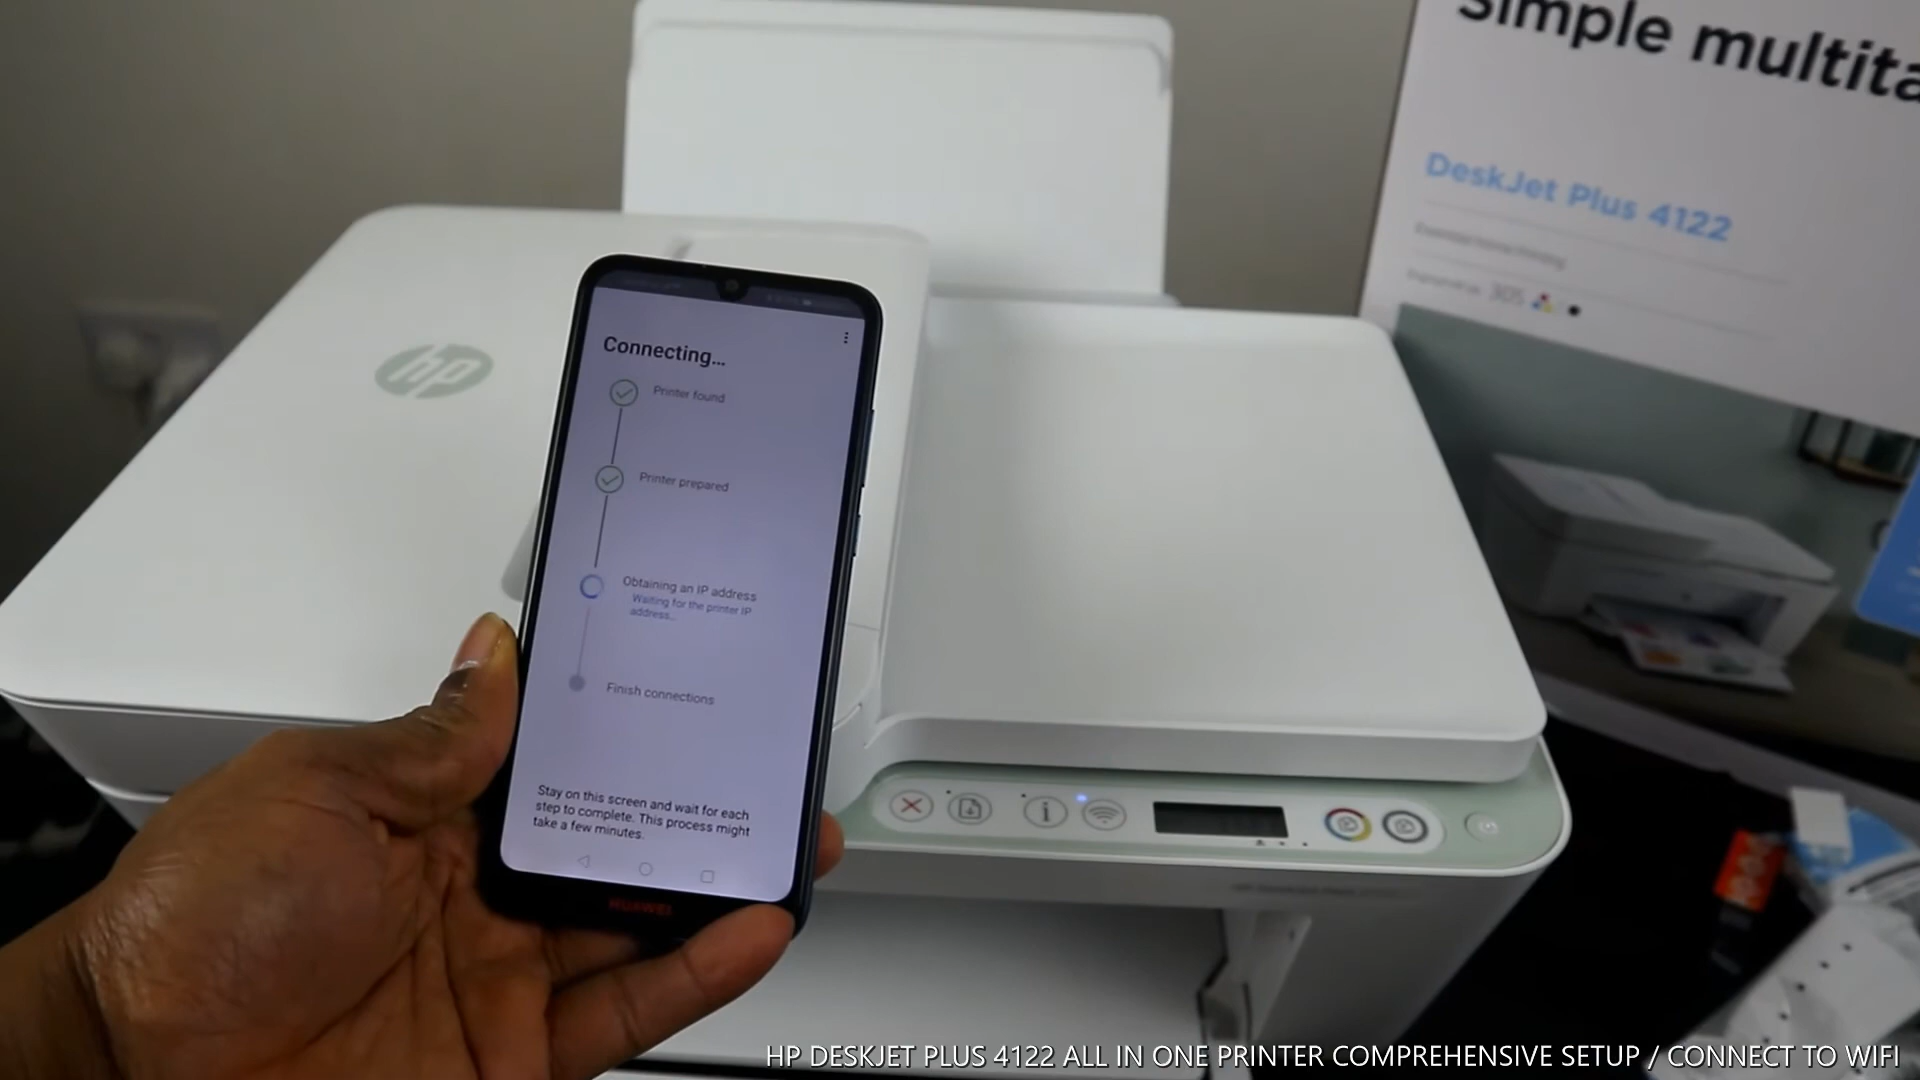 Simple multita
DeskJet Plus 4122
305
hp
Connecting...
Printer found
Printer prepared
Obtaining an IP address
Waiting for the printer IP
address...
Finish connections
Stay on this screen and wait for each
step to complete. This process might
take a few minutes.
HUAWEI
HP DESKJET PLUS 4122 ALL IN ONE PRINTER COMPREHENSIVE SETUP / CONNECT TO WIFI